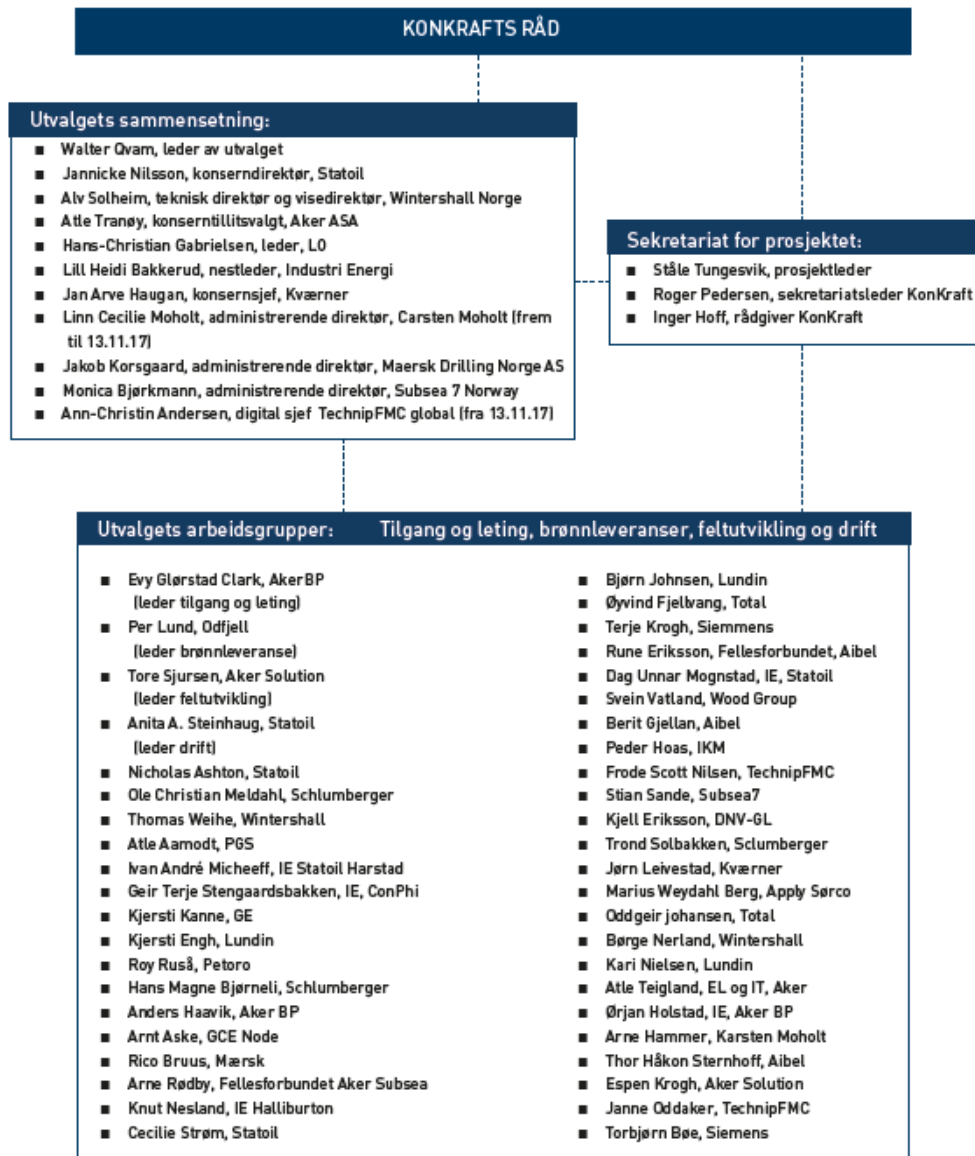 KONKRAFTS RÅD
Utvalgets sammensetning:
■ Walter Qvam, leder av utvalget
■ Jannicke Nilsson, konserndirektør, Statoil
■ Alv Solheim, teknisk direktør og visedirektør, Wintershall Norge
■ Atle Tranøy, konserntillitsvalgt, Aker ASA
■ Hans-Christian Gabrielsen, leder, LO
■ Lill Heidi Bakkerud, nestleder, Industri Energi
■ Jan Arve Haugan, konsernsjef, Kværner
■ Linn Cecilie Moholt, administrerende direktør, Carsten Moholt (frem
til 13.11.17)
■ Jakob Korsgaard, administrerende direktør, Maersk Drilling Norge AS
■ Monica Bjørkmann, administrerende direktør, Subsea 7 Norway
■ Ann-Christin Andersen, digital sjef TechnipFMC global (fra 13.11.17)
Sekretariat for prosjektet:
■ Ståle Tungesvik, prosjektleder
■ Roger Pedersen, sekretariatsleder KonKraft
■ Inger Hoff, rådgiver KonKraft
Utvalgets arbeidsgrupper: Tilgang og leting, brønnleveranser, feltutvikling og drift
■ Evy Glørstad Clark, AkerBP
(leder tilgang og leting)
■ Per Lund, Odfjell
(leder brønnleveranse)
■ Tore Sjursen, Aker Solution
(leder feltutvikling)
■ Anita A. Steinhaug, Statoil
(leder drift)
■ Nicholas Ashton, Statoil
■ Ole Christian Meldahl, Schlumberger
■ Thomas Weihe, Wintershall
■ Atle Aamodt, PGS
■ Ivan André Micheeff, IE Statoil Harstad
■ Geir Terje Stengaardsbakken, IE, ConPhi
■ Kjersti Kanne, GE
■ Kjersti Engh, Lundin
■ Roy Ruså, Petoro
■ Hans Magne Bjørneli, Schlumberger
■ Anders Haavik, Aker BP
■ Arnt Aske, GCE Node
■ Rico Bruus, Mærsk
■ Arne Rødby, Fellesforbundet Aker Subsea
■ Knut Nesland, IE Halliburton
■ Cecilie Strøm, Statoil
■ Bjørn Johnsen, Lundin
■ Øyvind Fjellvang, Total
■ Terje Krogh, Siemmens
■ Rune Eriksson, Fellesforbundet, Aibel
■ Dag Unnar Mognstad, IE, Statoil
■ Svein Vatland, Wood Group
■ Berit Gjellan, Aibel
■ Peder Hoas, IKM
■ Frode Scott Nilsen, TechnipFMC
■ Stian Sande, Subsea7
■ Kjell Eriksson, DNV-GL
■ Trond Solbakken, Sclumberger
■ Jørn Leivestad, Kværner
■ Marius Weydahl Berg, Apply Sørco
■ Oddgeir johansen, Total
■ Børge Nerland, Wintershall
■ Kari Nielsen, Lundin
■ Atle Teigland, EL og IT, Aker
■ Ørjan Holstad, IE, Aker BP
■ Arne Hammer, Karsten Moholt
■ Thor Håkon Sternhoff, Aibel
■ Espen Krogh, Aker Solution
■ Janne Oddaker, TechnipFMC
■ Torbjørn Bøe, Siemens